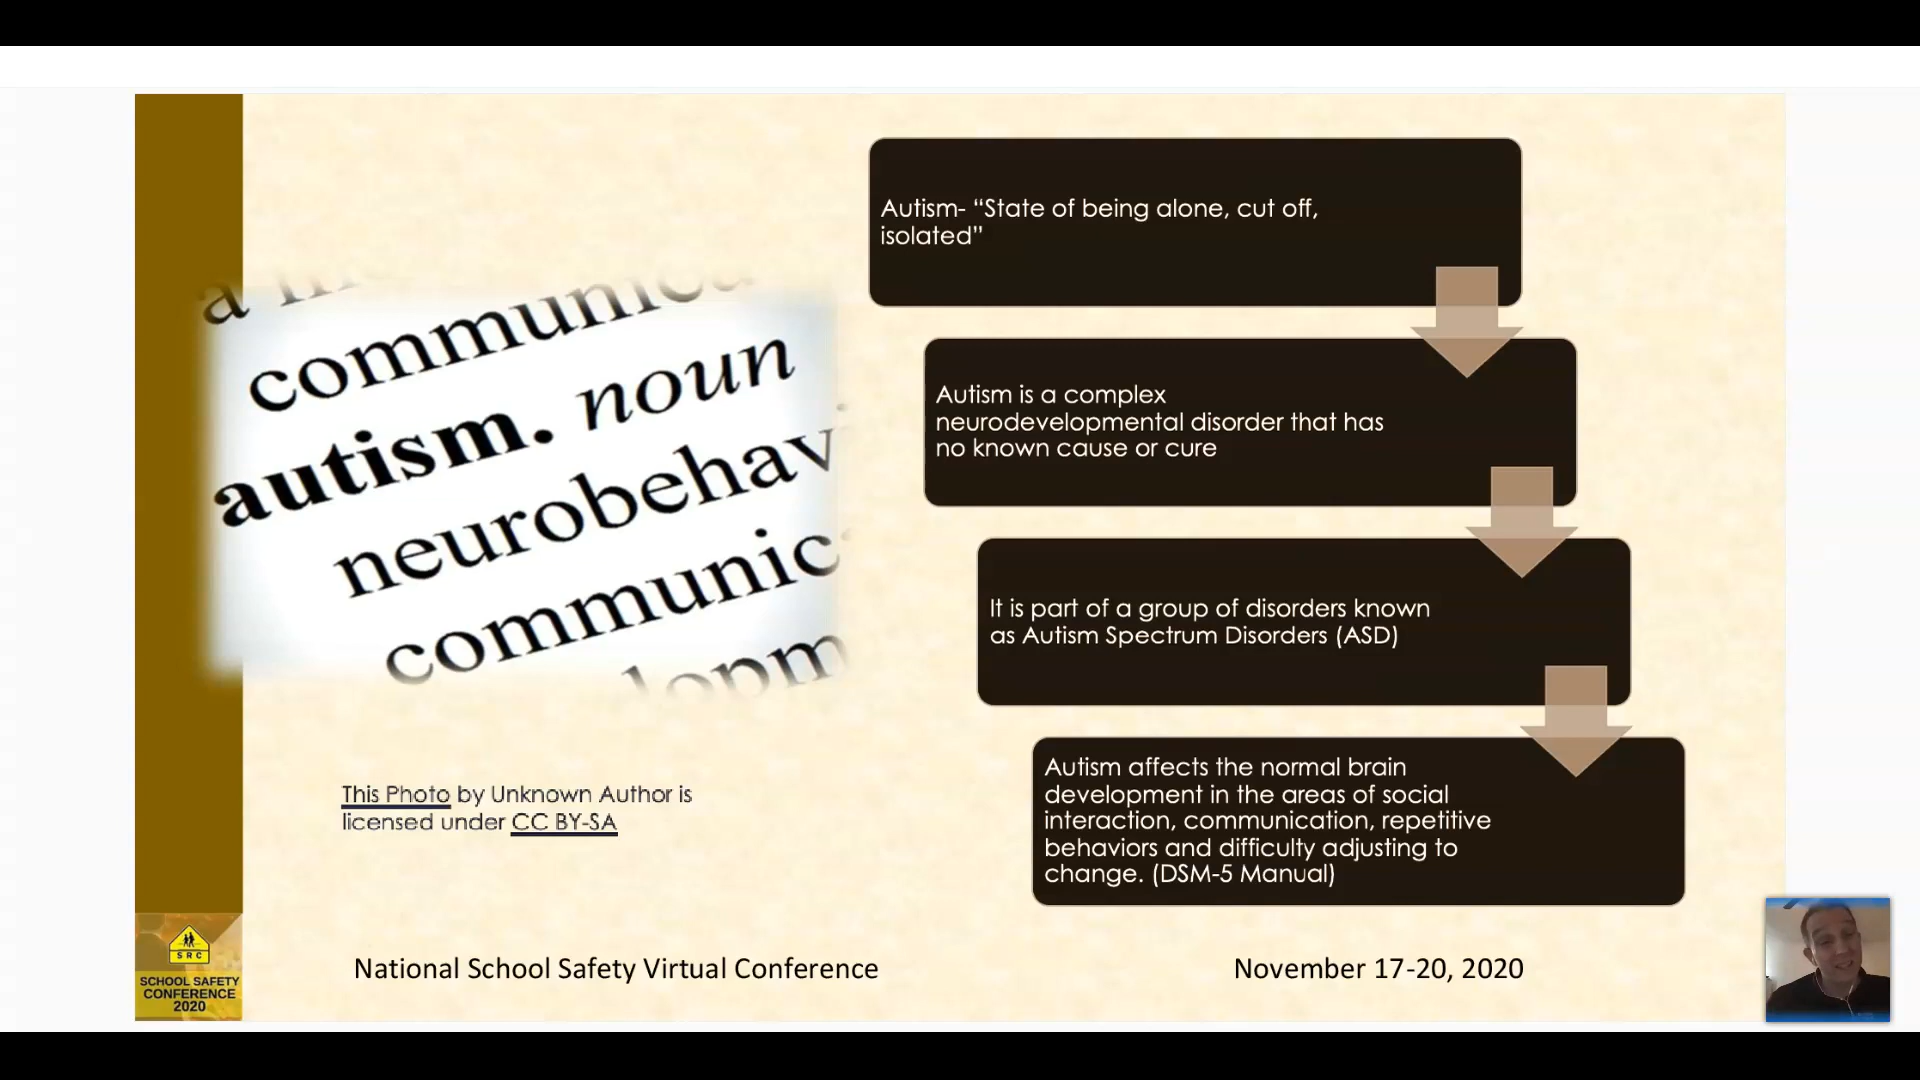 a
communica
autism. noun
neurobehavi
communic
lopm
This Photo by Unknown Author is
licensed under CC BY-SA
Autism- “State of being alone, cut off,
isolated”
Autism is a complex
neurodevelopmental disorder that has
no known cause or cure
It is part of a group of disorders known
as Autism Spectrum Disorders (ASD)
Autism affects the normal brain
development in the areas of social
interaction, communication, repetitive
behaviors and difficulty adjusting to
change. (DSM-5 Manual)
SRC
SCHOOL SAFETY
CONFERENCE
2020
National School Safety Virtual Conference
November 17-20, 2020